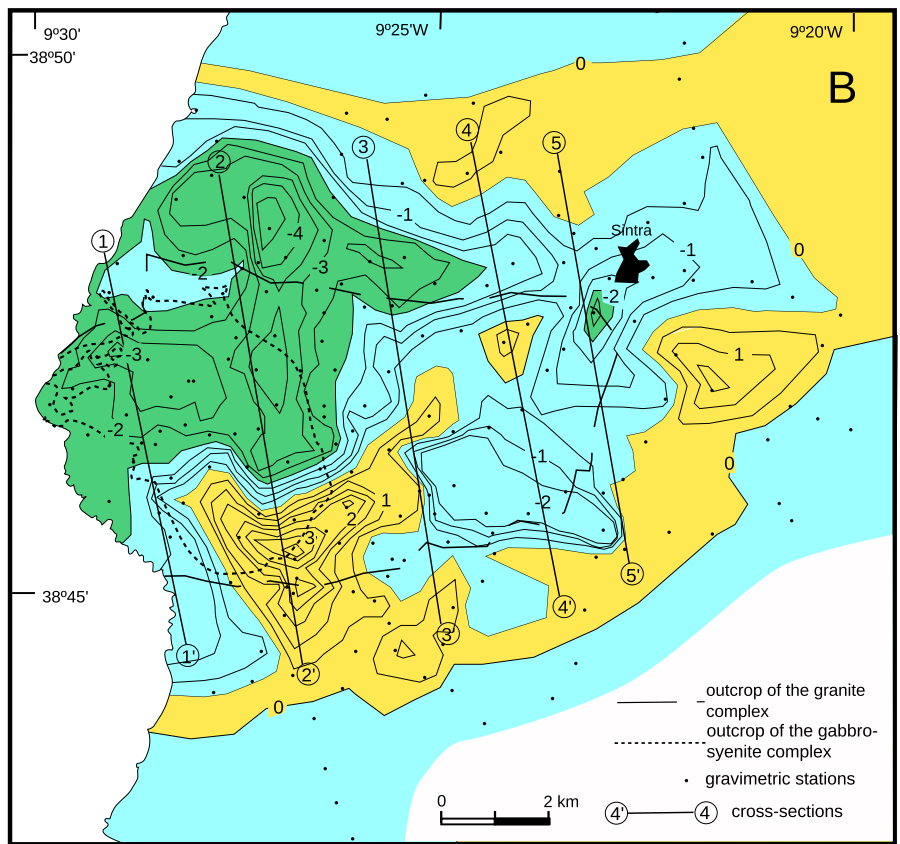 9º30'
9º25'W
9º20'W
38º50'
0
B
4
5
3
2
-1
Sintra
1
-4
-1
0
-3
-2
-2
-3
1
-2
-1
0
1
-2
2
3
5'
38º45'
4'
3'
1'
2'
0
outcrop of the granite
complex
outcrop of the gabbro-
syenite complex
gravimetric stations
0 2 km
4' 4 cross-sections